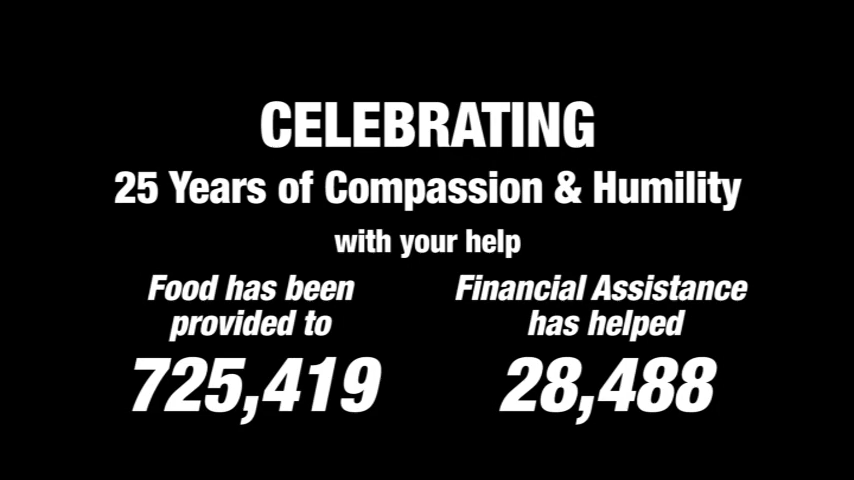 CELEBRATING
25 Years of Compassion & Humility
with your help
Food has been
provided to
725,419
Financial Assistance
has helped
28,488